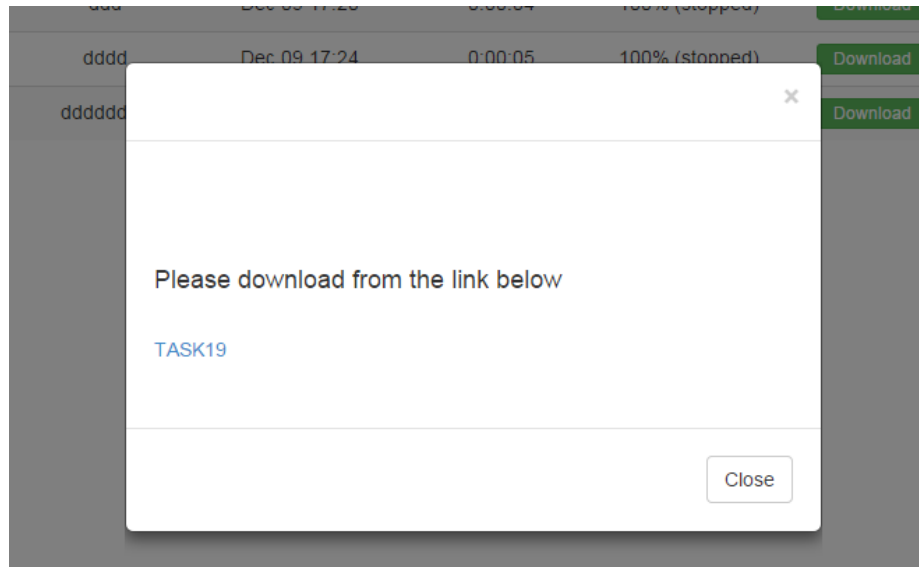 dddd Dec 09 17:24 0:00:05 100% (stopped) Download
dddddd Download
×
Please download from the link below
TASK19
Close